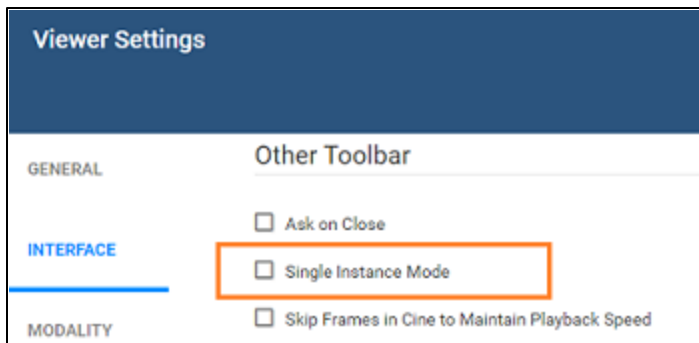 Viewer Settings
GENERAL
INTERFACE
MODALITY
Other Toolbar
Ask on Close
Single Instance Mode
Skip Frames in Cine to Maintain Playback Speed